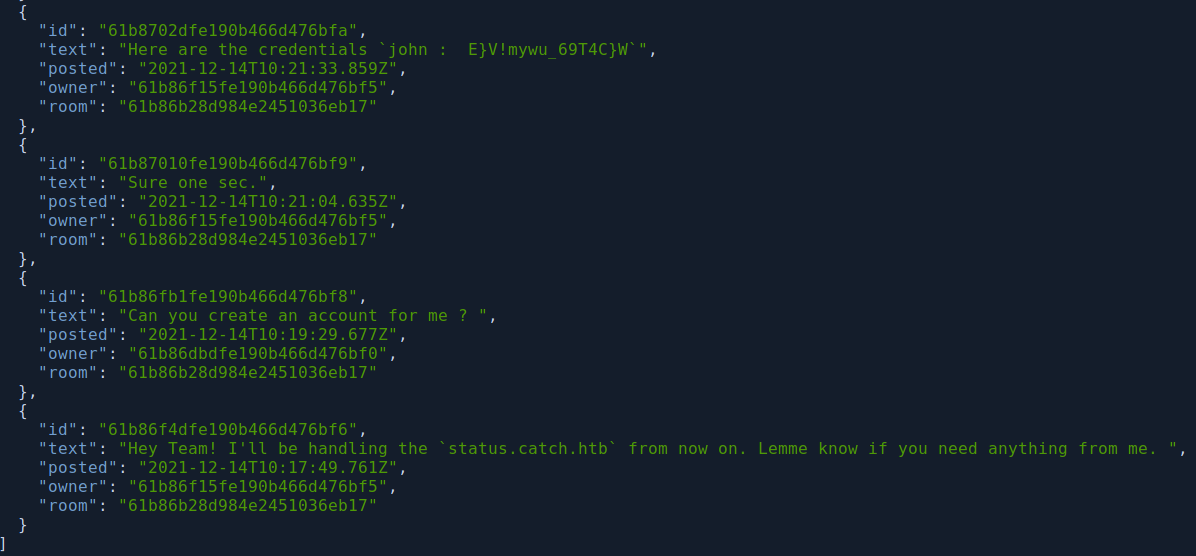 {
    "id": "61b8702dfe190b466d476bfa",
    "text": "Here are the credentials `john :  E}V!mywu_69T4C}W`",
    "posted": "2021-12-14T10:21:33.859Z",
    "owner": "61b86f15fe190b466d476bf5",
    "room": "61b86b28d984e2451036eb17"
  },
  {
    "id": "61b87010fe190b466d476bf9",
    "text": "Sure one sec.",
    "posted": "2021-12-14T10:21:04.635Z",
    "owner": "61b86f15fe190b466d476bf5",
    "room": "61b86b28d984e2451036eb17"
  },
  {
    "id": "61b86fb1fe190b466d476bf8",
    "text": "Can you create an account for me ? ",
    "posted": "2021-12-14T10:19:29.677Z",
    "owner": "61b86dbdfe190b466d476bf0",
    "room": "61b86b28d984e2451036eb17"
  },
  {
    "id": "61b86f4dfe190b466d476bf6",
    "text": "Hey Team! I'll be handling the `status.catch.htb` from now on. Lemme know if you need anything from me. ",
    "posted": "2021-12-14T10:17:49.761Z",
    "owner": "61b86f15fe190b466d476bf5",
    "room": "61b86b28d984e2451036eb17"
  }
]